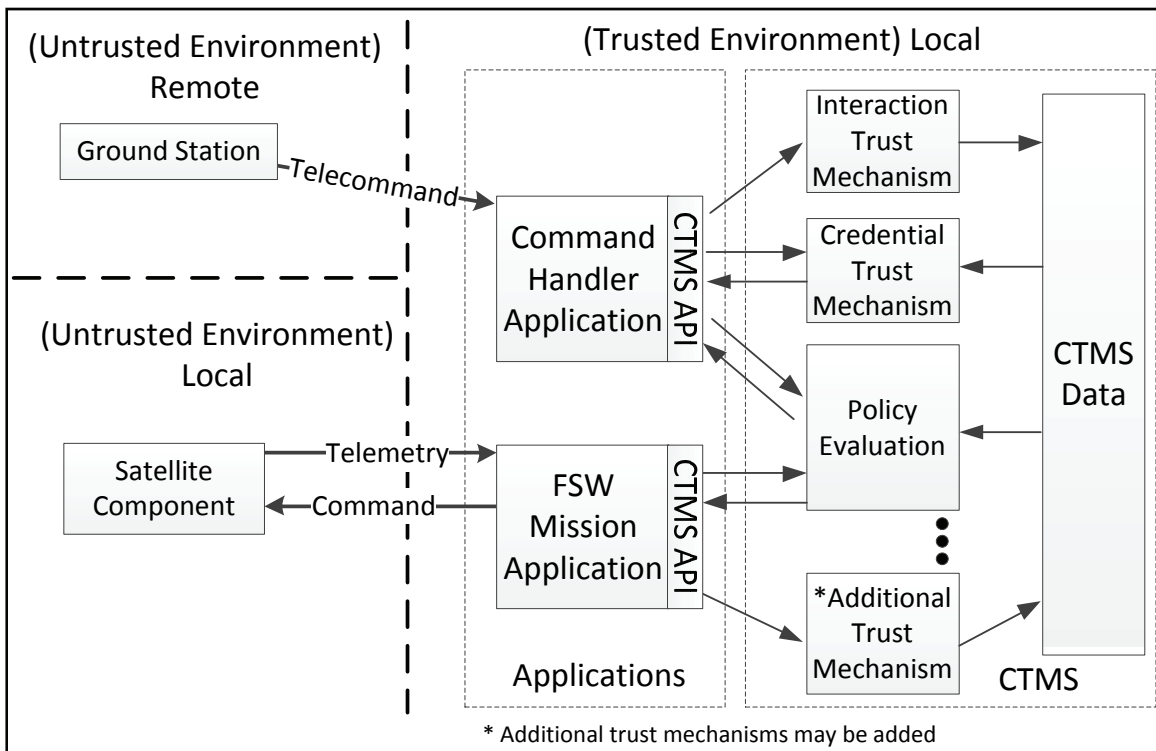 (Untrusted Environment)
Remote
Ground Station
Telecommand
(Untrusted Environment)
Local
Satellite
Component
Telemetry
Command
(Trusted Environment) Local
Command
Handler
Application
CTMS API
FSW
Mission
Application
CTMS API
Applications
Interaction
Trust
Mechanism
Credential
Trust
Mechanism
Policy
Evaluation
*Additional
Trust
Mechanism
CTMS
Data
CTMS
* Additional trust mechanisms may be added